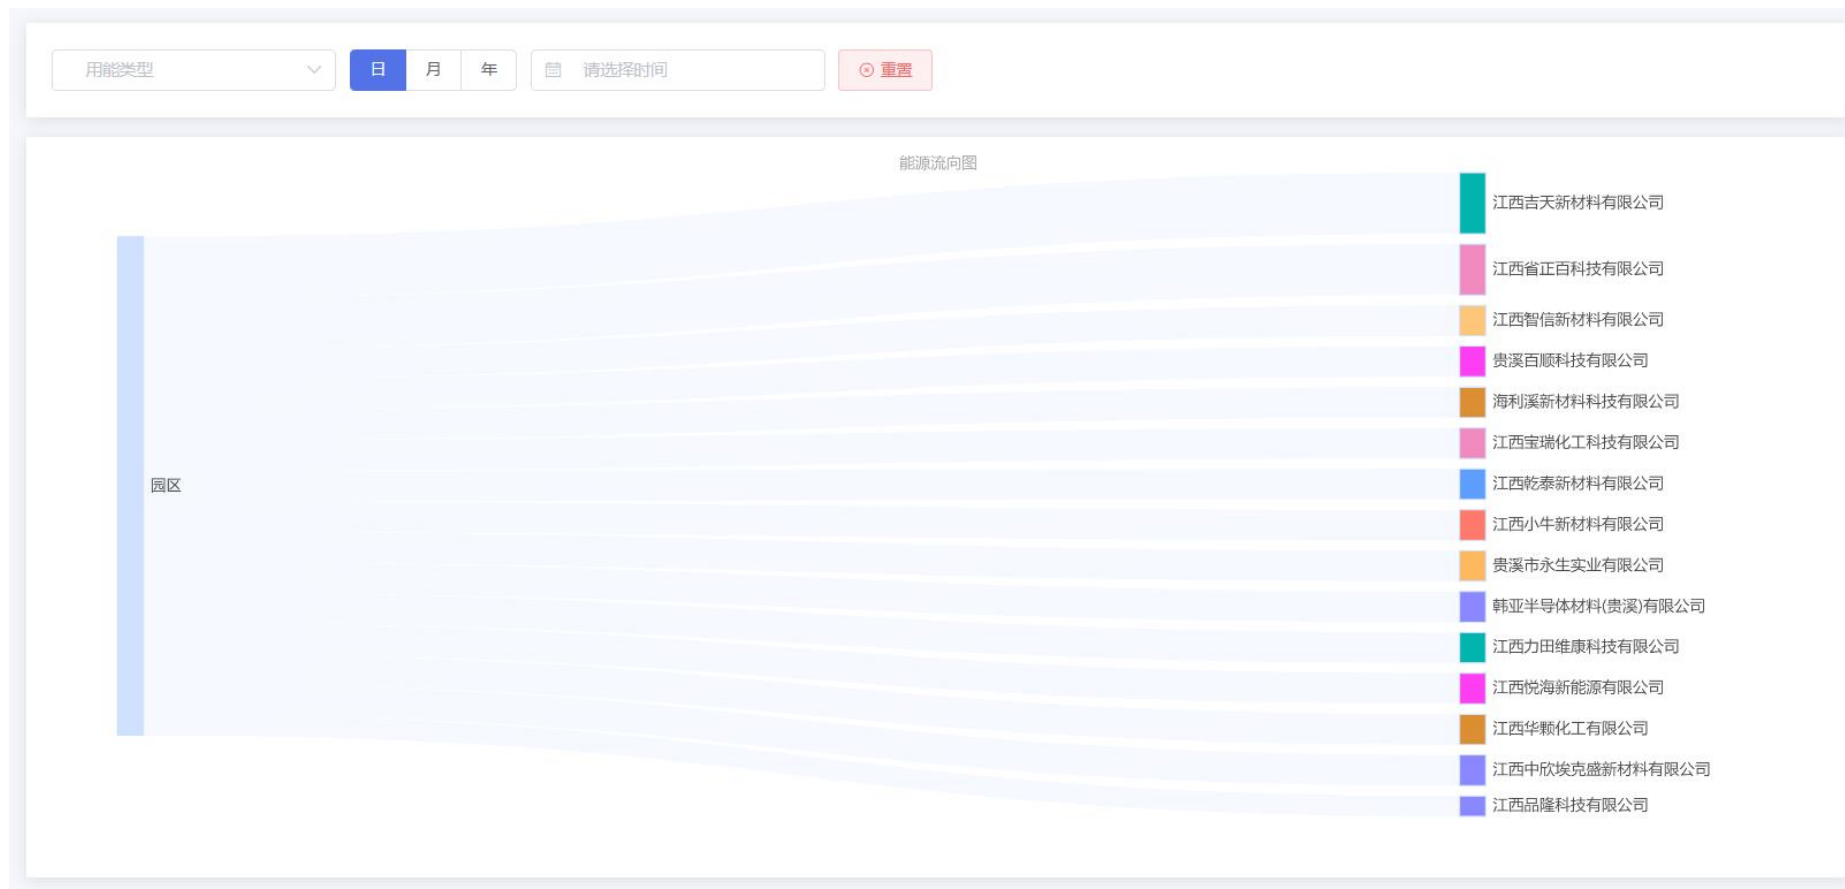 用能类型
日 月 年
请选择时间
重置
能源流向图
园区
江西吉天新材料有限公司
江西省正百科技有限公司
江西智信新材料有限公司
贵溪百顺科技有限公司
海利溪新材料科技有限公司
江西宝瑞化工科技有限公司
江西乾泰新材料有限公司
江西小牛新材料有限公司
贵溪市永生实业有限公司
韩亚半导体材料(贵溪)有限公司
江西力田维康科技有限公司
江西悦海新能源有限公司
江西华颗化工有限公司
江西中欣埃克盛新材料有限公司
江西品隆科技有限公司